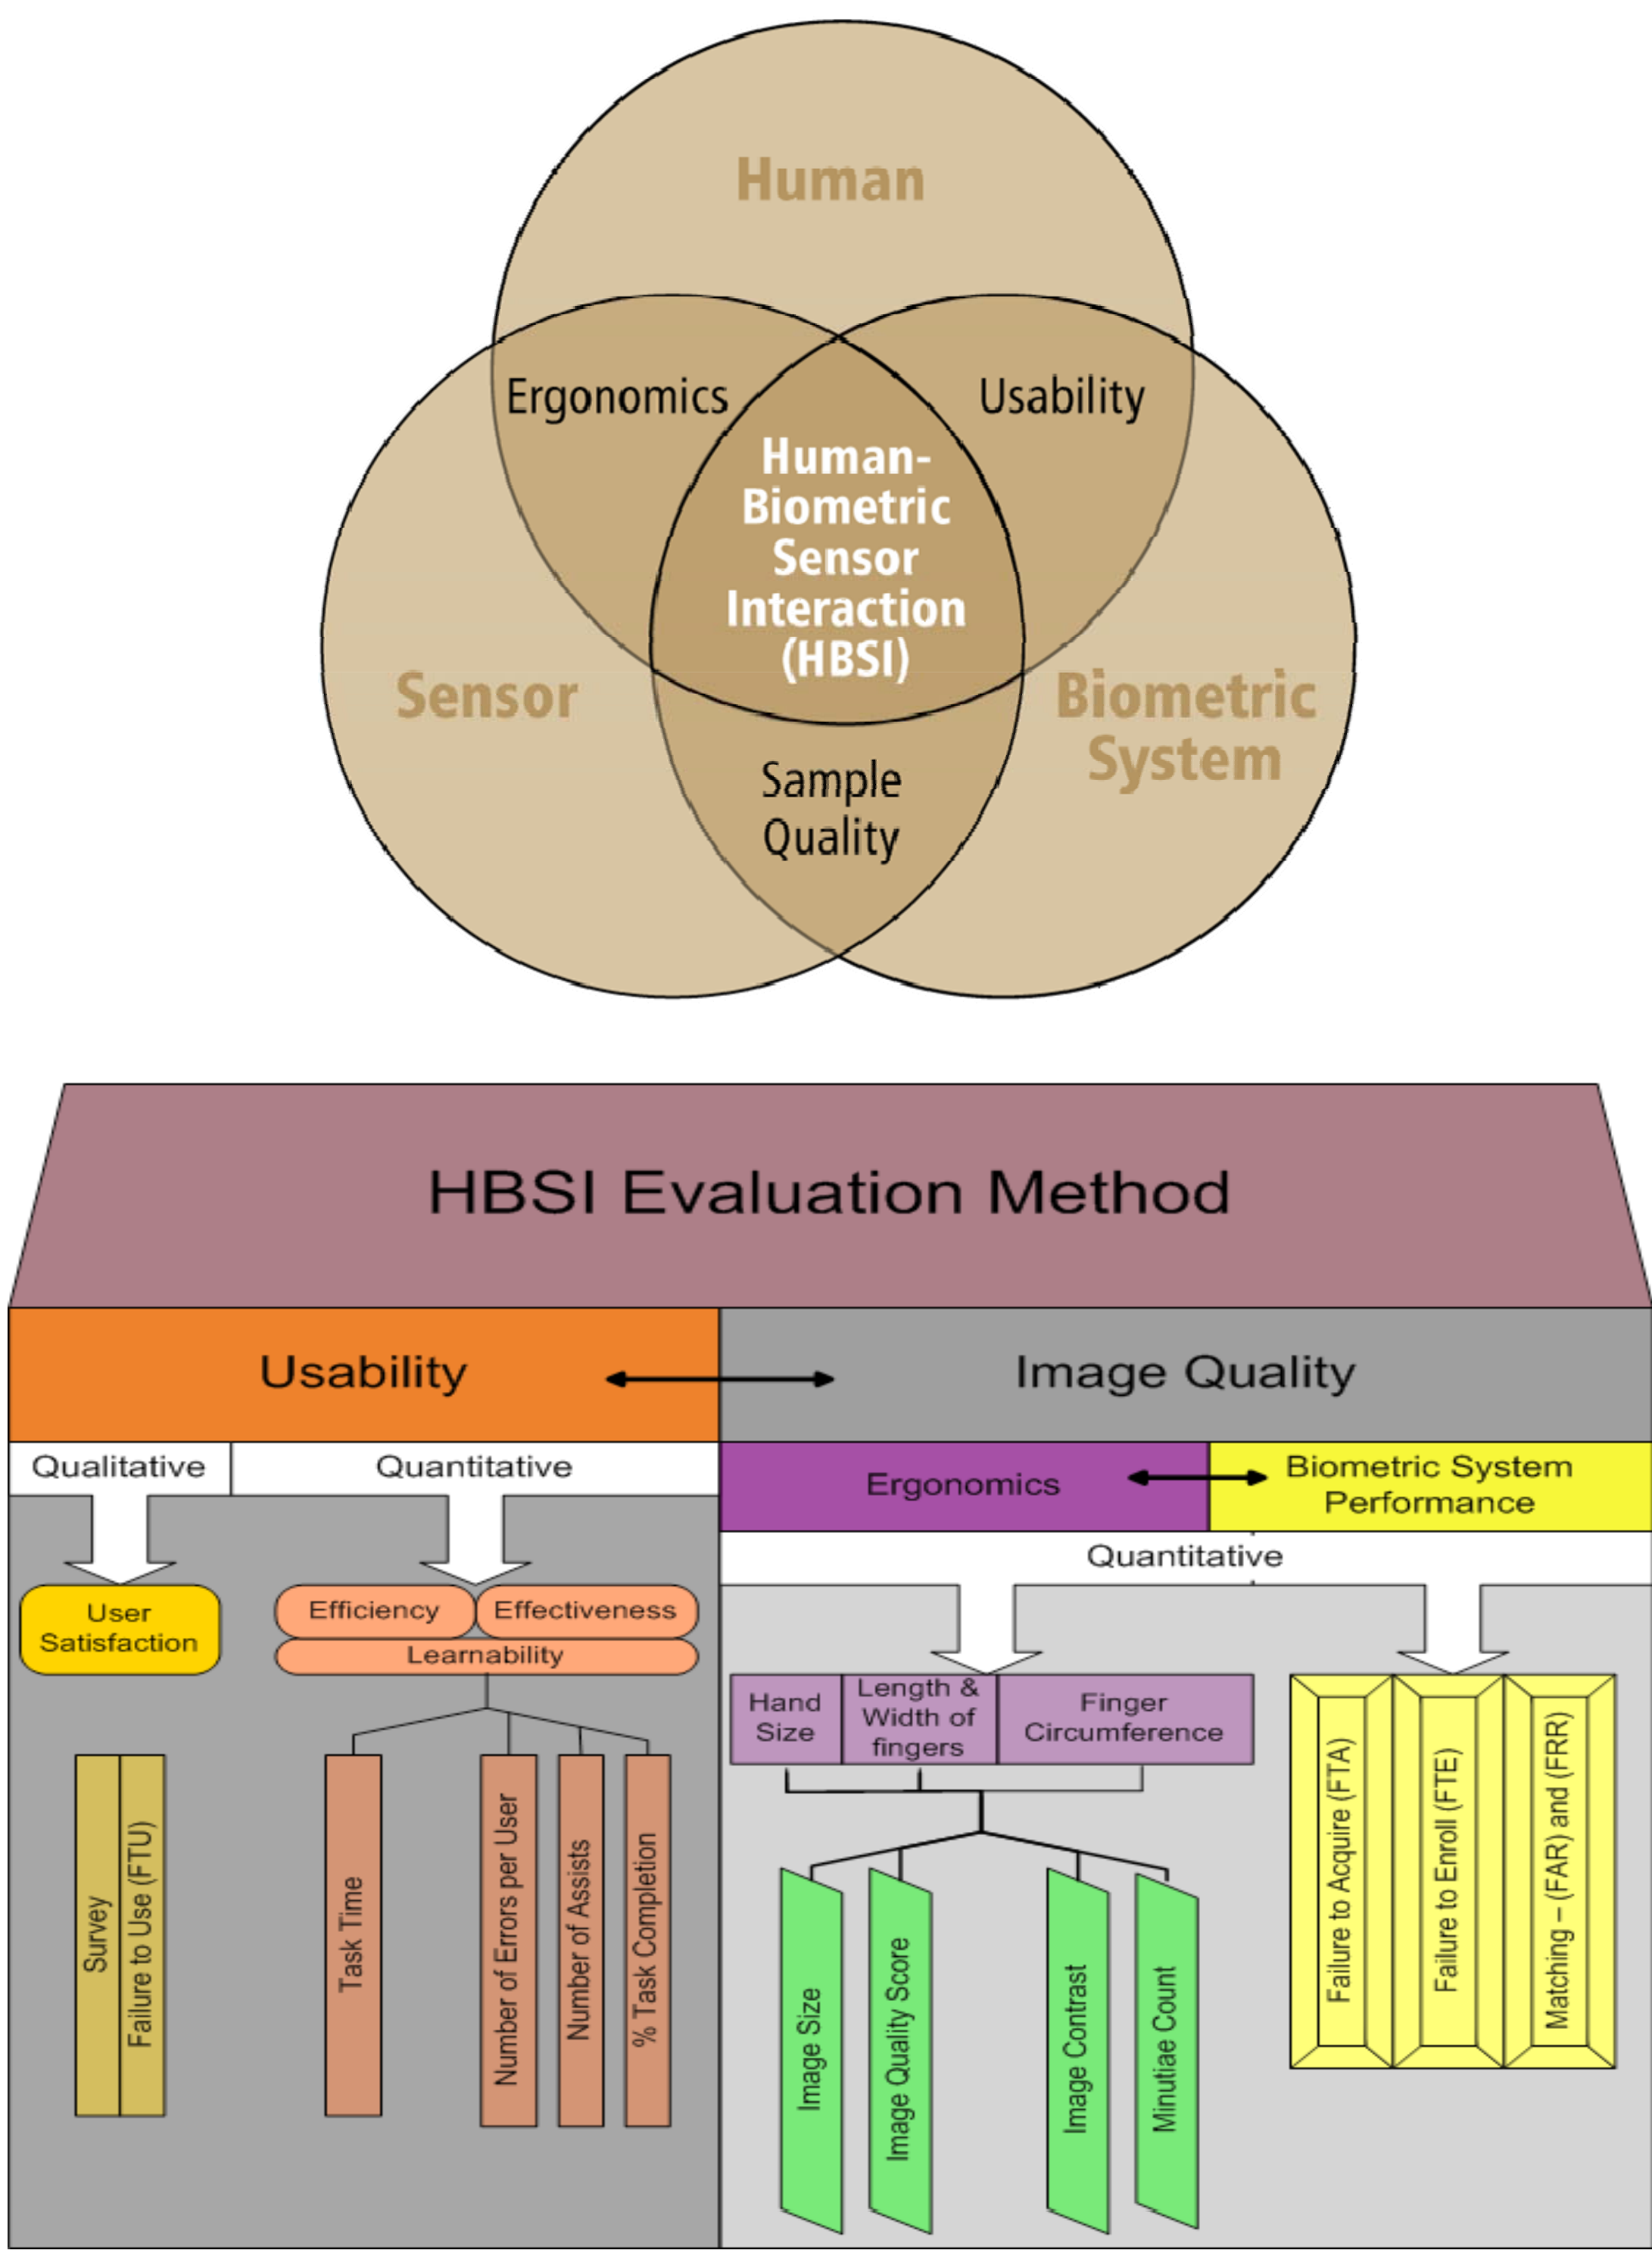 Human
Ergonomics
Usability
Human-
Biometric
Sensor
Interaction
(HBSI)
Sensor
Biometric
System
Sample
Quality
HBSI Evaluation Method
Usability
Image Quality
Qualitative
Quantitative
Ergonomics
Biometric System
Performance
Quantitative
User
Satisfaction
Efficiency
Effectiveness
Learnability
Hand
Size
Length &
Width of
fingers
Finger
Circumference
Survey
Failure to Use (FTU)
Task Time
Number of Errors per User
Number of Assists
% Task Completion
Image Size
Image Quality Score
Image Contrast
Minutiae Count
Failure to Acquire (FTA)
Failure to Enroll (FTE)
Matching – (FAR) and (FRR)